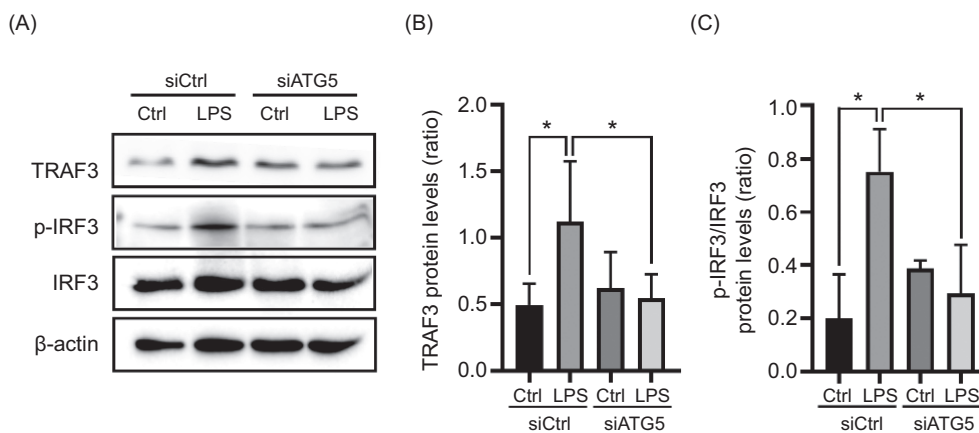 (A)
siCtrl siATG5
Ctrl LPS Ctrl LPS
TRAF3
p-IRF3
IRF3
β-actin
(B)
TRAF3 protein levels (ratio)
2.0
1.5
1.0
0.5
0.0
* *
Ctrl LPS Ctrl LPS
siCtrl siATG5
(C)
p-IRF3/IRF3
protein levels (ratio)
1.0
0.8
0.6
0.4
0.2
0.0
* *
Ctrl LPS Ctrl LPS
siCtrl siATG5